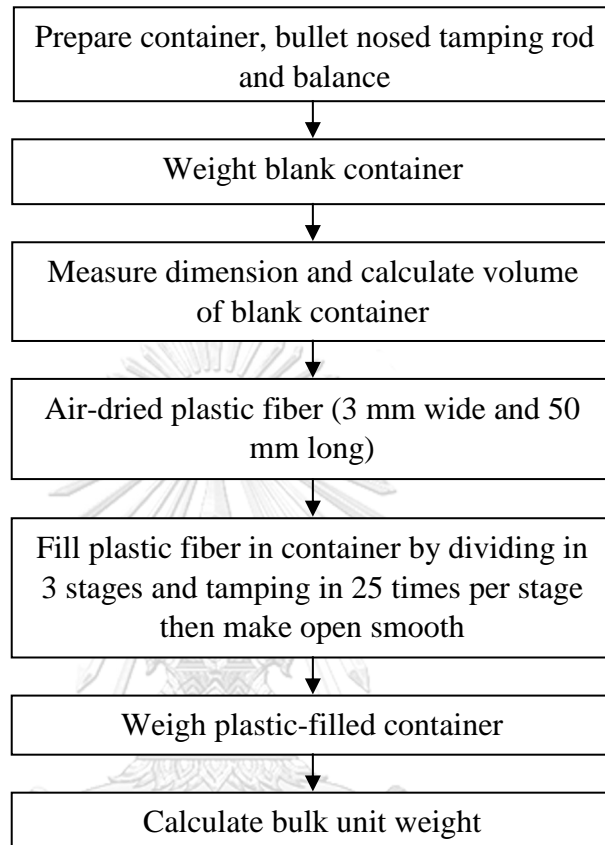 Prepare container, bullet nosed tamping rod
and balance
Weight blank container
Measure dimension and calculate volume
of blank container
Air-dried plastic fiber (3 mm wide and 50
mm long)
Fill plastic fiber in container by dividing in
3 stages and tamping in 25 times per stage
then make open smooth
Weigh plastic-filled container
Calculate bulk unit weight